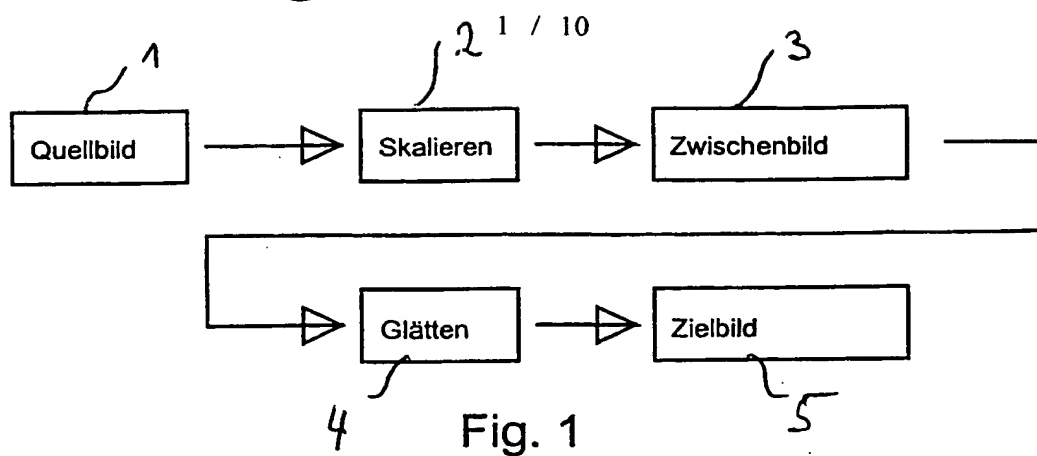 1 / 10
1 2 3
Quellbild Skalieren Zwischenbild
Glätten Zielbild
4 5
Fig. 1